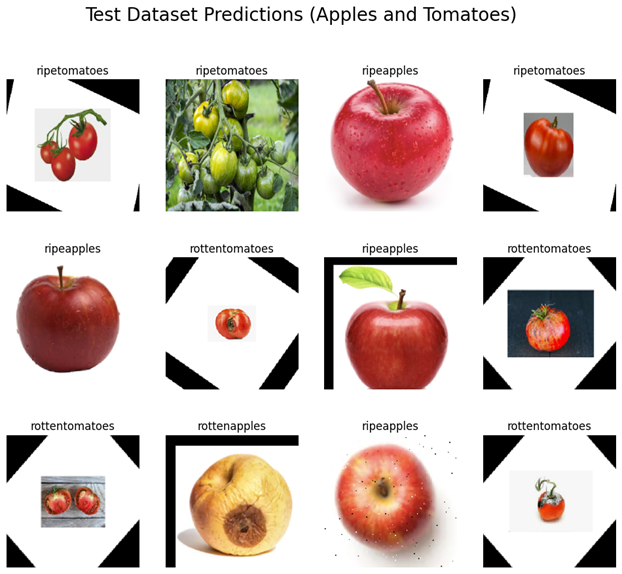 Test Dataset Predictions (Apples and Tomatoes)
ripetomatoes ripetomatoes ripeapples ripetomatoes
ripeapples rottentomatoes ripeapples rottentomatoes
rottentomatoes rottenapples ripeapples rottentomatoes